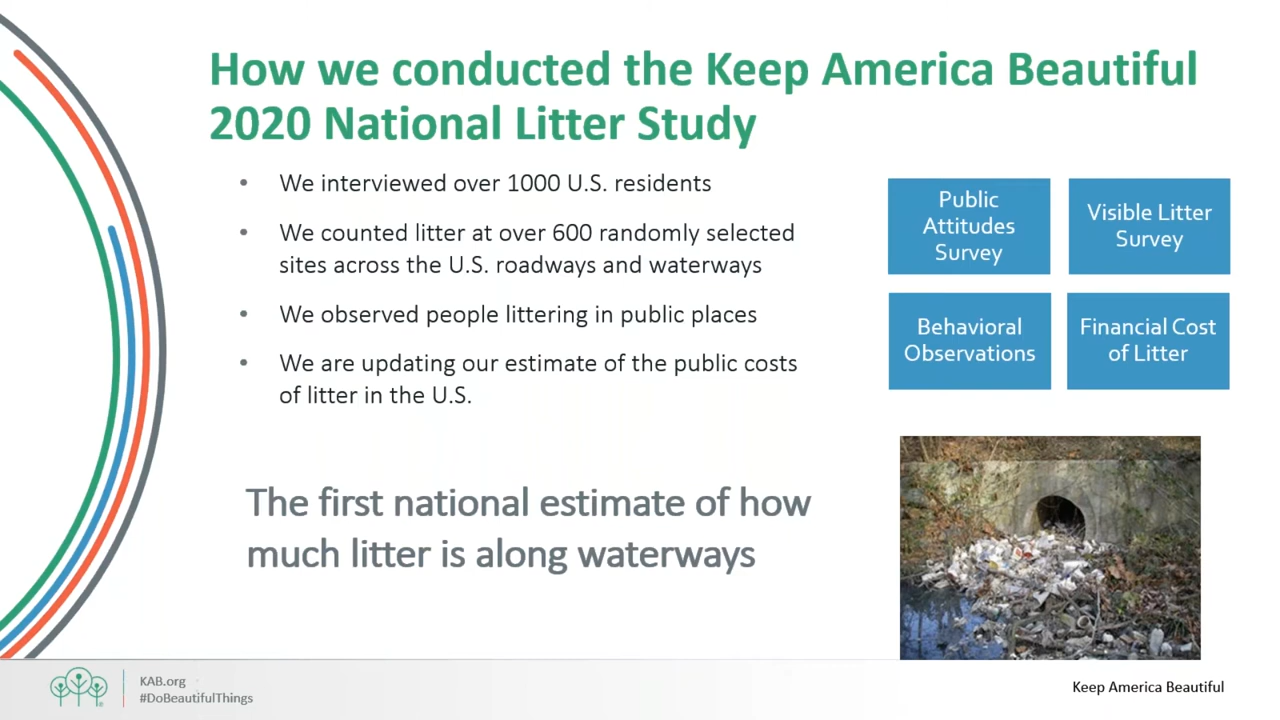 How we conducted the Keep America Beautiful
2020 National Litter Study
• We interviewed over 1000 U.S. residents
• We counted litter at over 600 randomly selected
sites across the U.S. roadways and waterways
• We observed people littering in public places
• We are updating our estimate of the public costs
of litter in the U.S.
The first national estimate of how
much litter is along waterways
Public
Attitudes
Survey
Visible Litter
Survey
Behavioral
Observations
Financial Cost
of Litter
KAB.org
#DoBeautifulThings
Keep America Beautiful